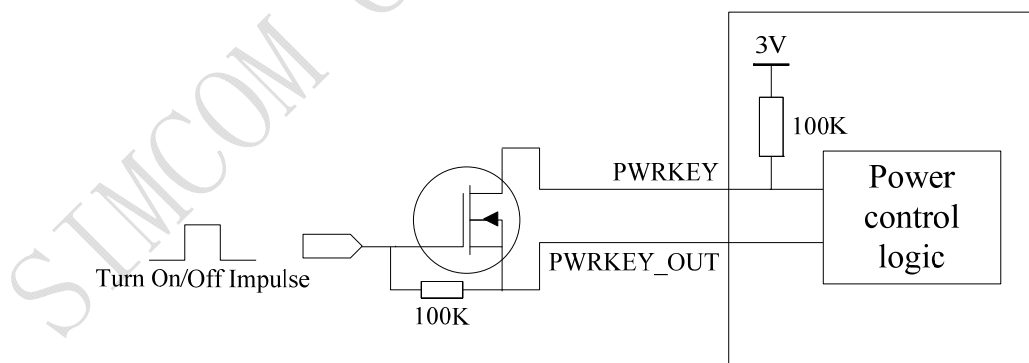 SIMCOM
3V
100K
PWRKEY
Power
control
logic
PWRKEY_OUT
Turn On/Off Impulse
100K